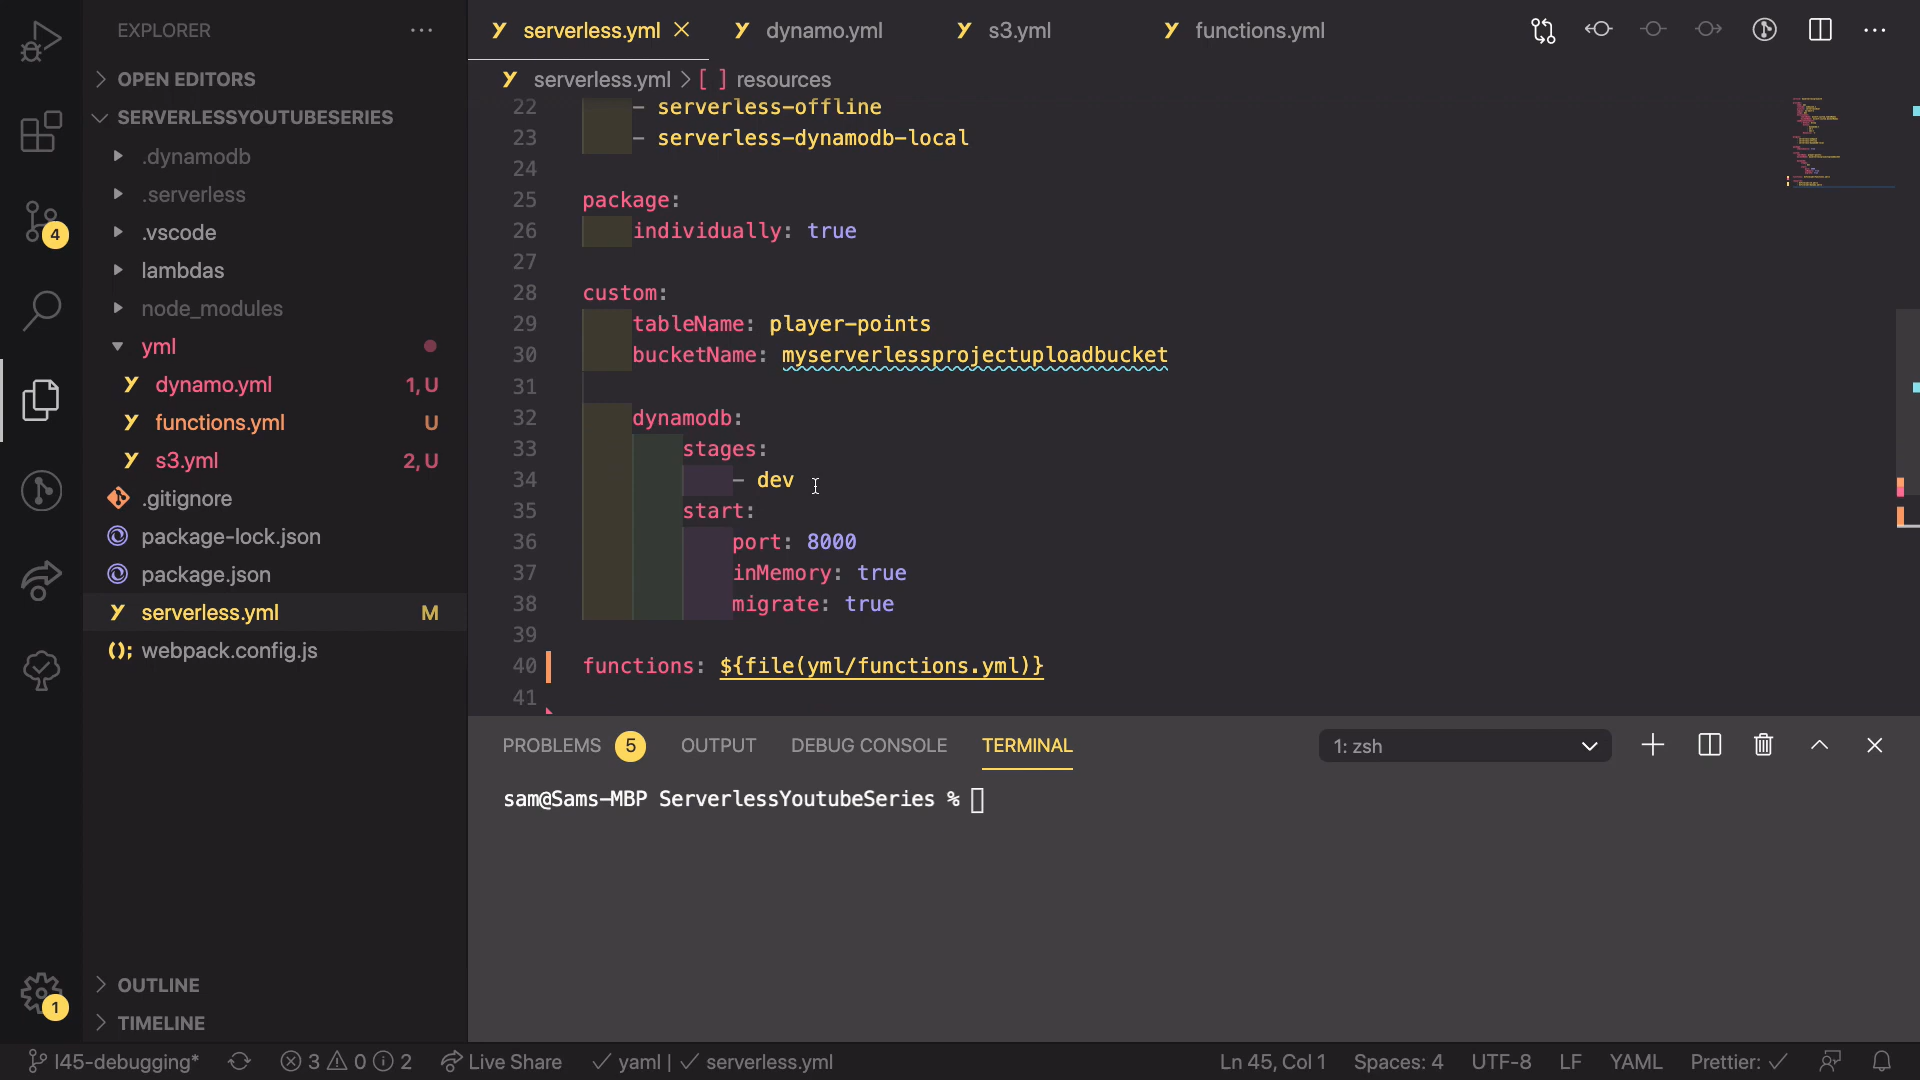 EXPLORER
OPEN EDITORS
SERVERLESSYOUTUBESERIES
.dynamodb
.serverless
.vscode
lambdas
node_modules
yml
dynamo.yml 1, U
functions.yml U
s3.yml 2, U
.gitignore
package-lock.json
package.json
serverless.yml M
webpack.config.js
OUTLINE
TIMELINE
4
1
serverless.yml dynamo.yml s3.yml functions.yml
serverless.yml > [ ] resources
22 - serverless-offline
23 - serverless-dynamodb-local
24
25 package:
26 individually: true
27
28 custom:
29 tableName: player-points
30 bucketName: myserverlessprojectuploadbucket
31
32 dynamodb:
33 stages:
34 - dev
35 start:
36 port: 8000
37 inMemory: true
38 migrate: true
39
40 functions: ${file(yml/functions.yml)}
41
PROBLEMS 5 OUTPUT DEBUG CONSOLE TERMINAL 1: zsh
sam@Sams-MBP ServerlessYoutubeSeries %
l45-debugging* 3 0 2 Live Share yaml | serverless.yml Ln 45, Col 1 Spaces: 4 UTF-8 LF YAML Prettier: